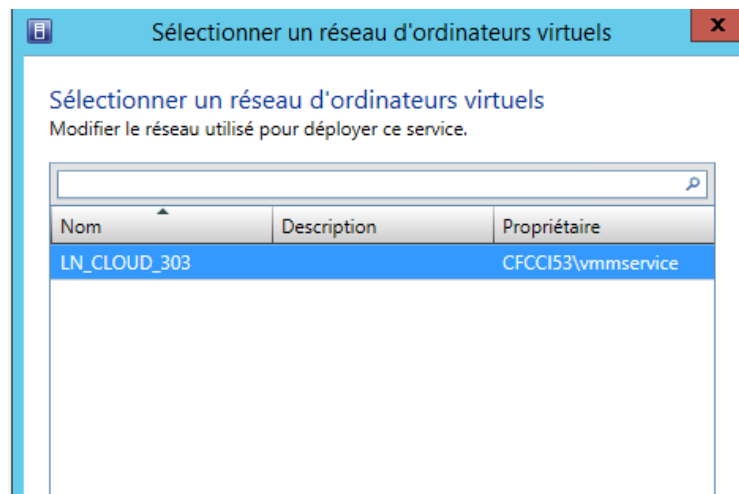 Sélectionner un réseau d'ordinateurs virtuels
x
Sélectionner un réseau d'ordinateurs virtuels
Modifier le réseau utilisé pour déployer ce service.
Nom Description Propriétaire
LN_CLOUD_303 CFCCI53\vmmservice